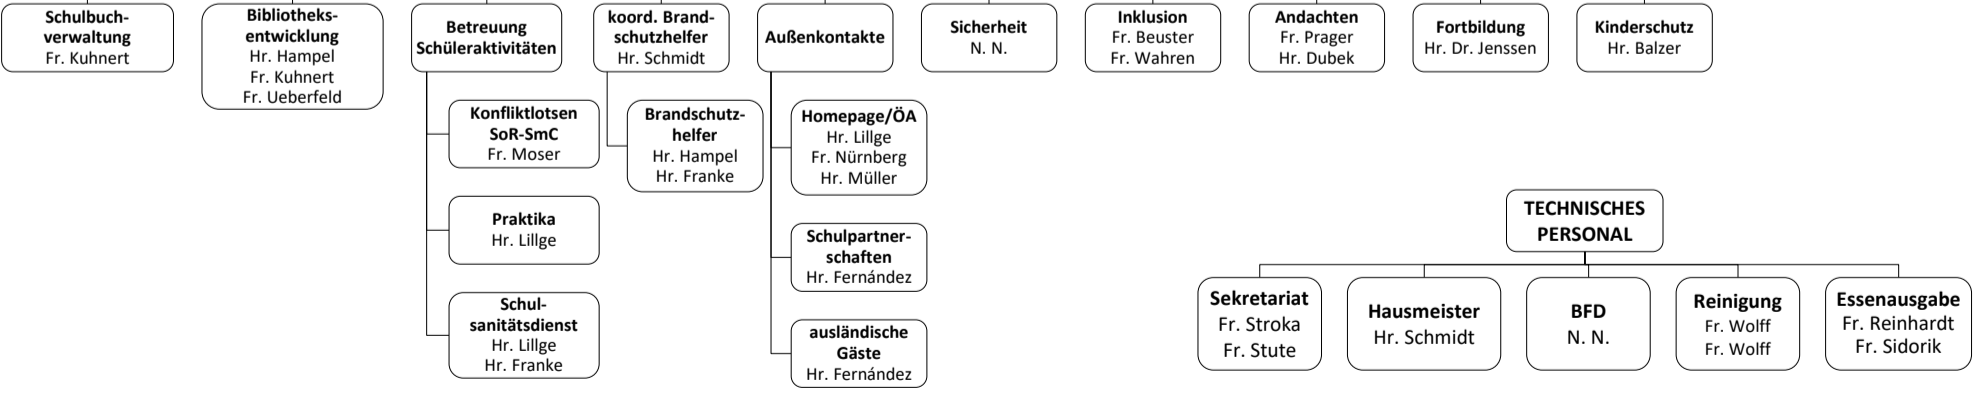 Schulbuch-
verwaltung
Fr. Kuhnert
Bibliotheks-
entwicklung
Hr. Hampel
Fr. Kuhnert
Fr. Ueberfeld
Betreuung
Schüleraktivitäten
koord. Brand-
schutzhelfer
Hr. Schmidt
Außenkontakte
Sicherheit
N. N.
Inklusion
Fr. Beuster
Fr. Wahren
Andachten
Fr. Prager
Hr. Dubek
Fortbildung
Hr. Dr. Jenssen
Kinderschutz
Hr. Balzer
Konfliktlotsen
SoR-SmC
Fr. Moser
Praktika
Hr. Lillge
Schul-
sanitätsdienst
Hr. Lillge
Hr. Franke
Brandschutz-
helfer
Hr. Hampel
Hr. Franke
Homepage/ÖA
Hr. Lillge
Fr. Nürnberg
Hr. Müller
Schulpartner-
schaften
Hr. Fernández
ausländische
Gäste
Hr. Fernández
TECHNISCHES
PERSONAL
Sekretariat
Fr. Stroka
Fr. Stute
Hausmeister
Hr. Schmidt
BFD
N. N.
Reinigung
Fr. Wolff
Fr. Wolff
Essenausgabe
Fr. Reinhardt
Fr. Sidorik